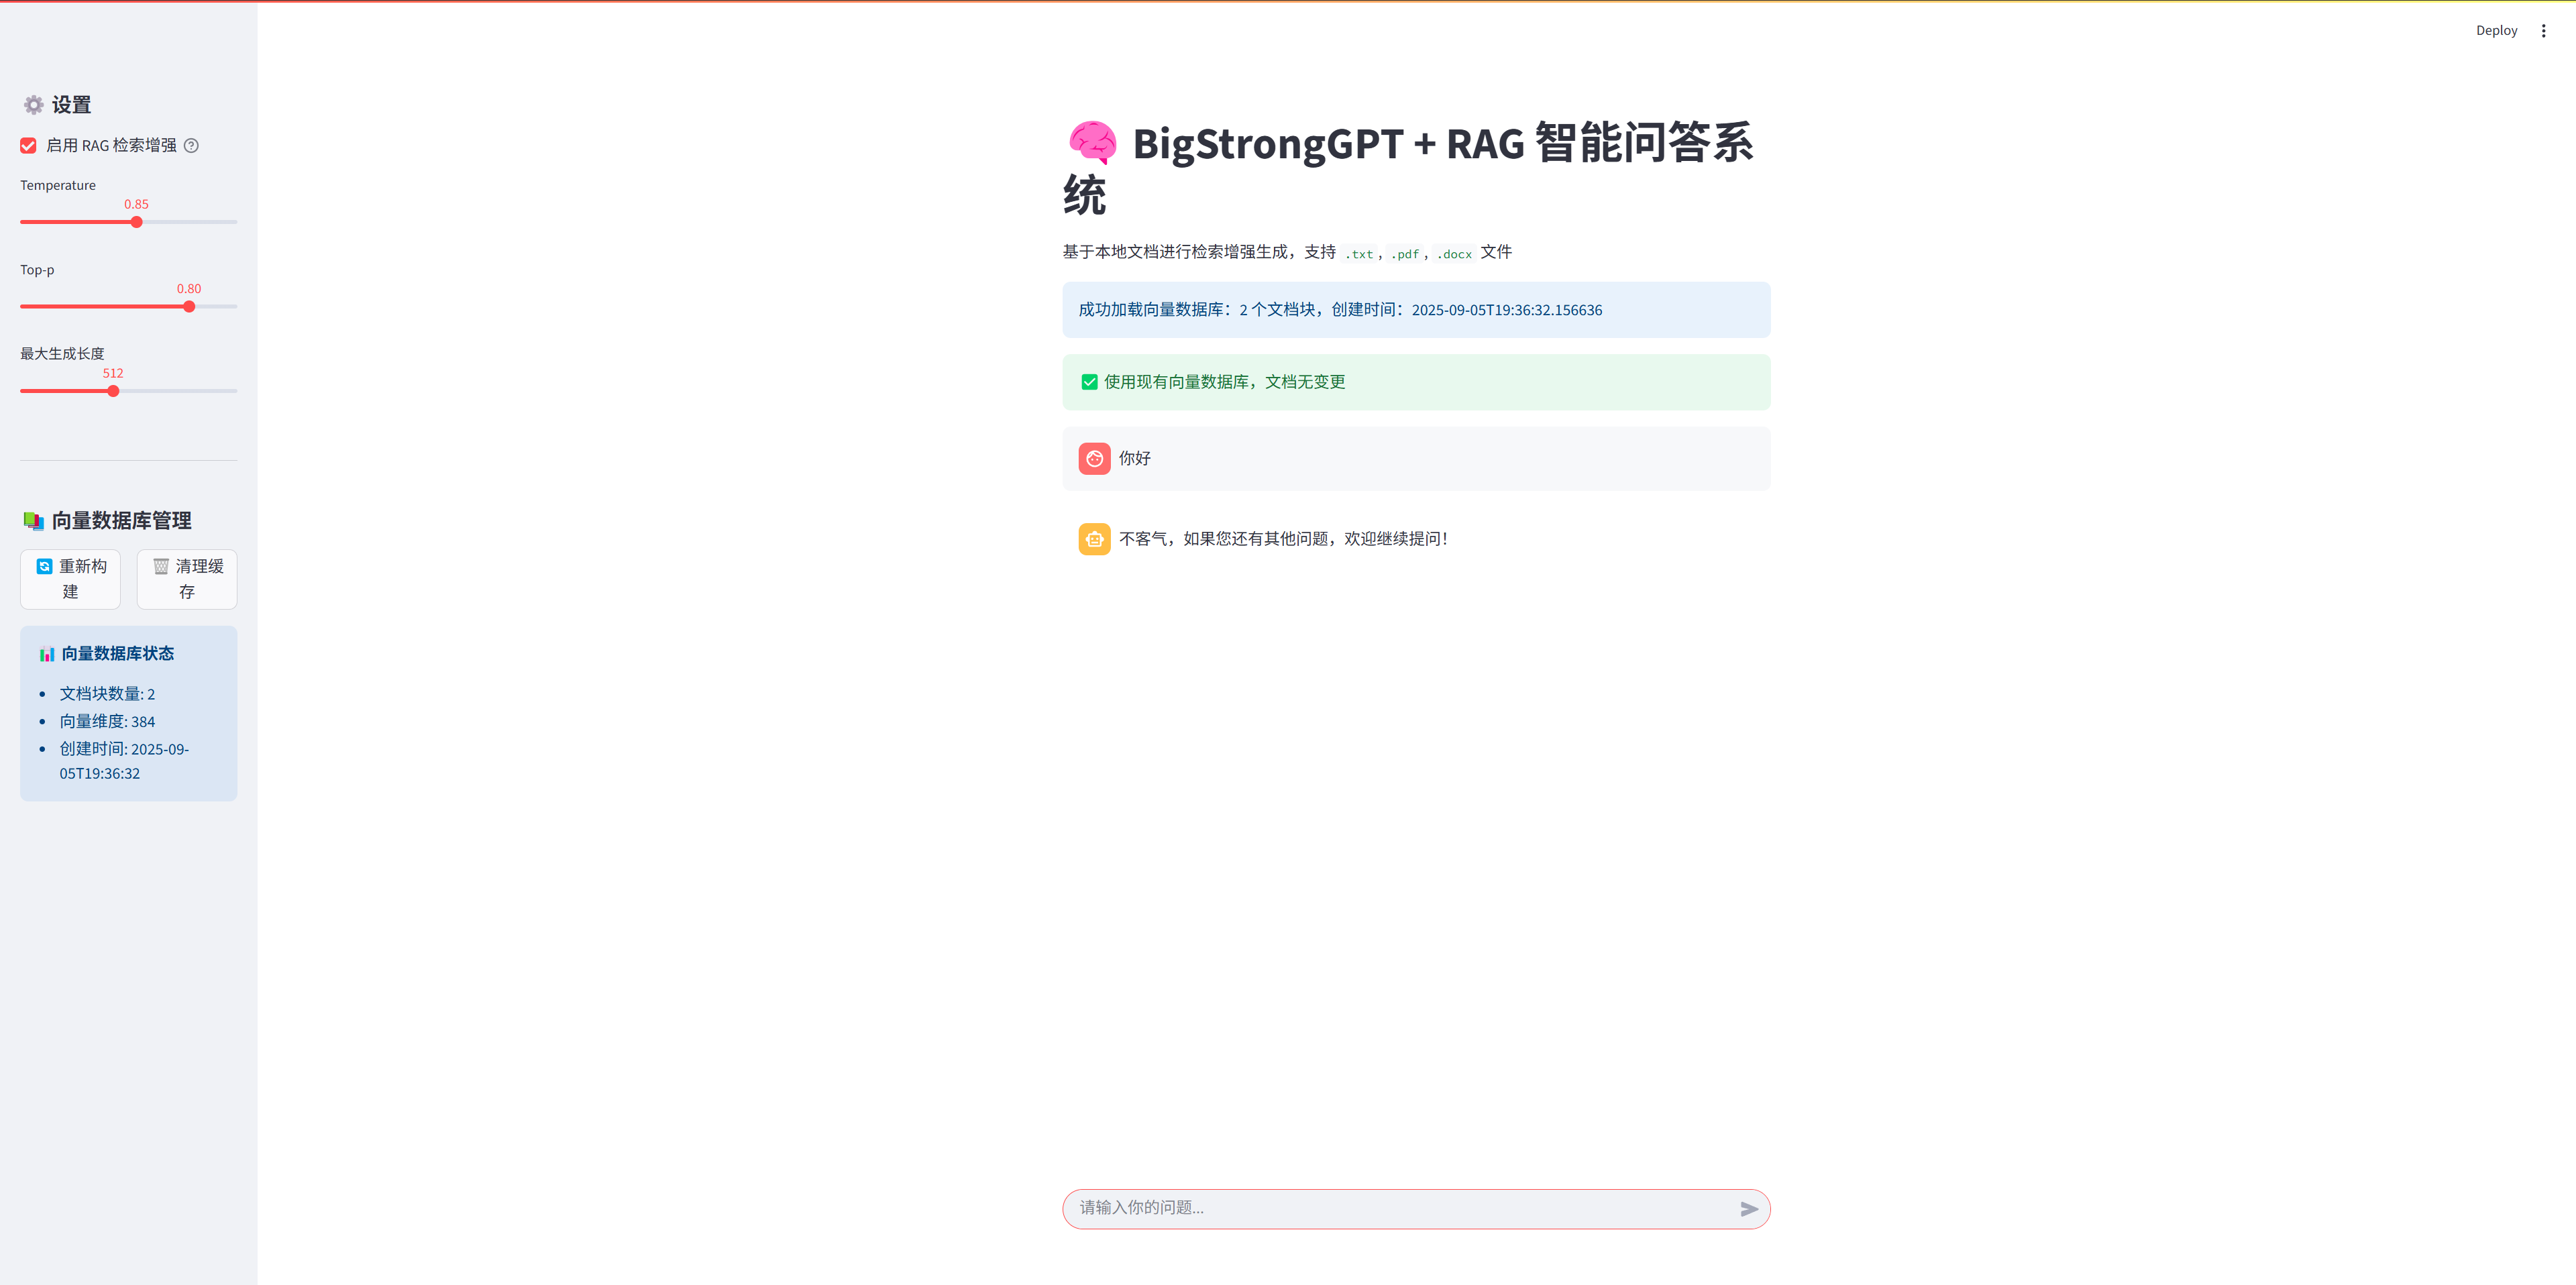 Deploy
设置
启用 RAG 检索增强
Temperature
0.85
Top-p
0.80
最大生成长度
512
向量数据库管理
重新构
建
清理缓
存
向量数据库状态
文档块数量: 2
向量维度: 384
创建时间: 2025-09-
05T19:36:32
BigStrongGPT + RAG 智能问答系
统
基于本地文档进行检索增强生成，支持 .txt , .pdf , .docx 文件
成功加载向量数据库：2 个文档块，创建时间：2025-09-05T19:36:32.156636
使用现有向量数据库，文档无变更
你好
不客气，如果您还有其他问题，欢迎继续提问！
请输入你的问题...